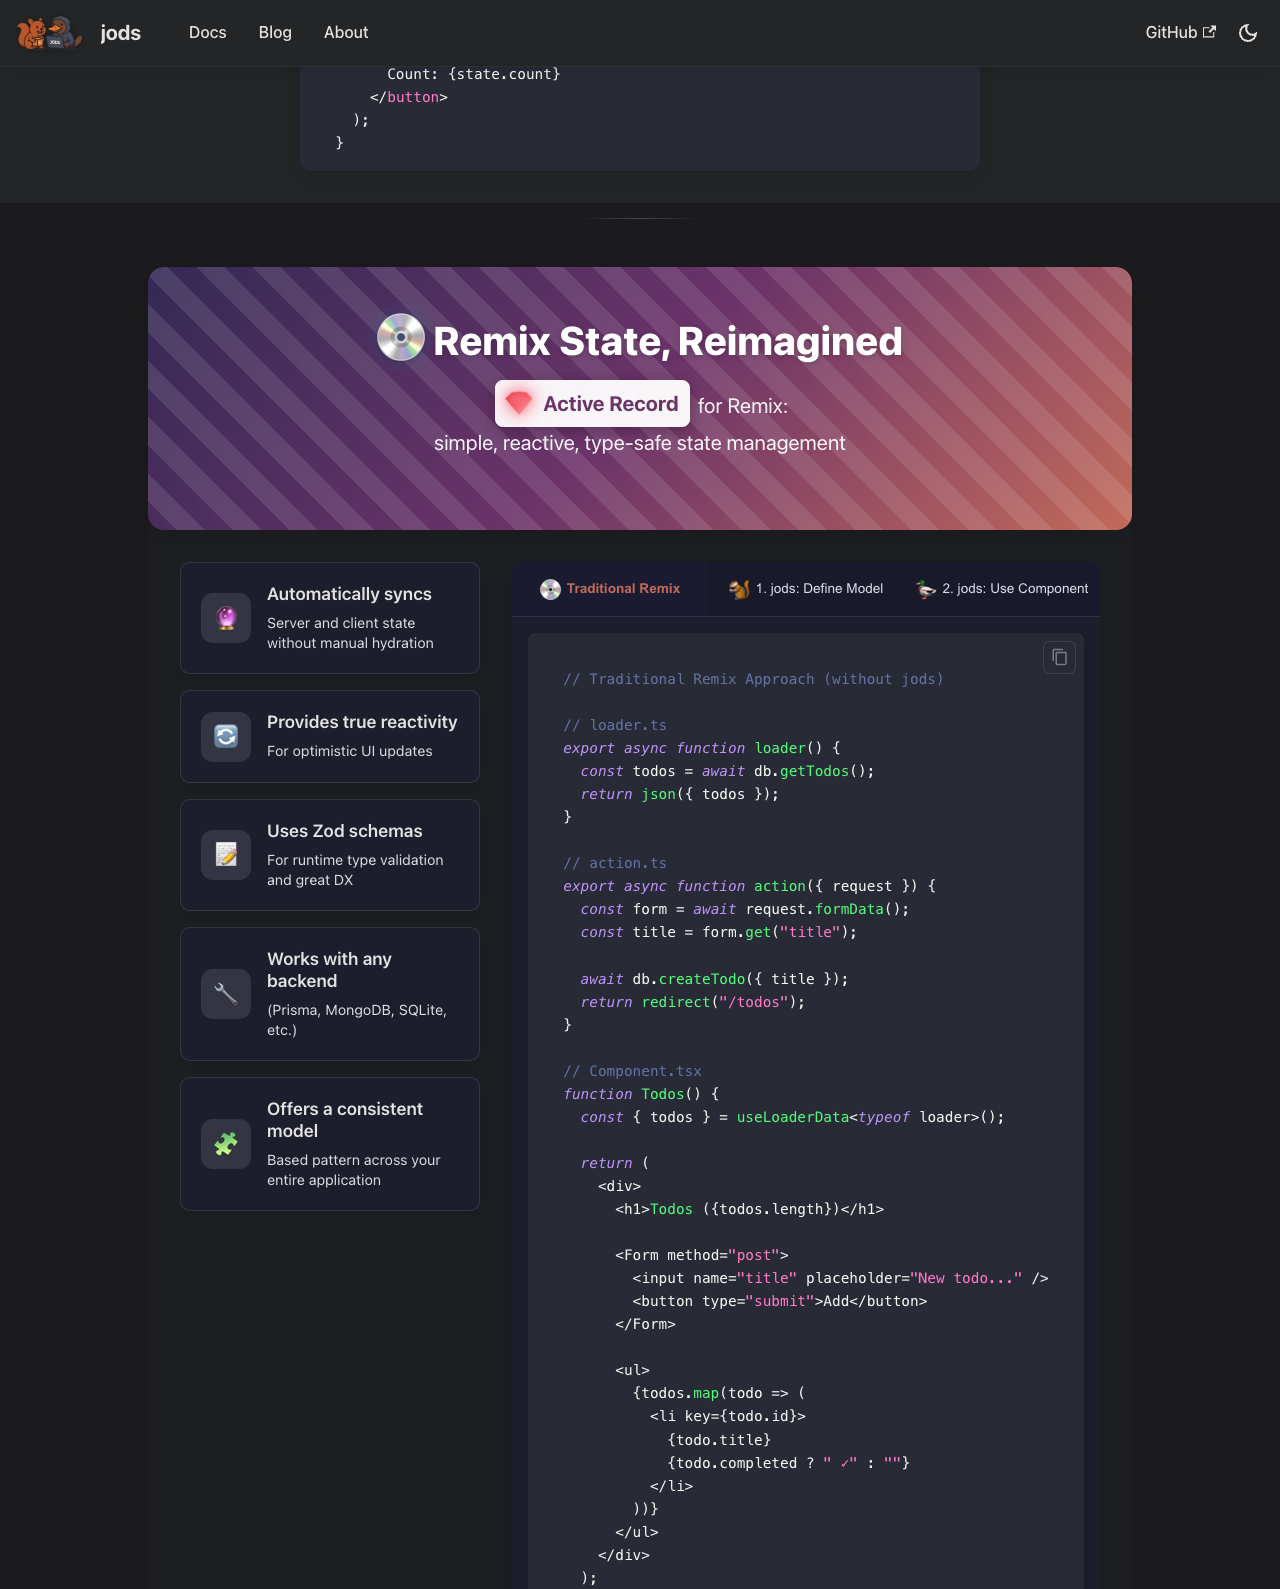 jods
Docs
Blog
About
GitHub
Count: {state.count}
</button>
);
}
Remix State, Reimagined
Active Record for Remix:
simple, reactive, type-safe state management
Automatically syncs
Server and client state
without manual hydration
Provides true reactivity
For optimistic UI updates
Uses Zod schemas
For runtime type validation
and great DX
Works with any
backend
(Prisma, MongoDB, SQLite,
etc.)
Offers a consistent
model
Based pattern across your
entire application
Traditional Remix
1. jods: Define Model
2. jods: Use Component
// Traditional Remix Approach (without jods)
// loader.ts
export async function loader() {
const todos = await db.getTodos();
return json({ todos });
}
// action.ts
export async function action({ request }) {
const form = await request.formData();
const title = form.get("title");
await db.createTodo({ title });
return redirect("/todos");
}
// Component.tsx
function Todos() {
const { todos } = useLoaderData<typeof loader>();
return (
<div>
<h1>Todos ({todos.length})</h1>
<Form method="post">
<input name="title" placeholder="New todo..." />
<button type="submit">Add</button>
</Form>
<ul>
{todos.map(todo => (
<li key={todo.id}>
{todo.title}
{todo.completed ? " ✓" : ""}
</li>
))}
</ul>
</div>
);